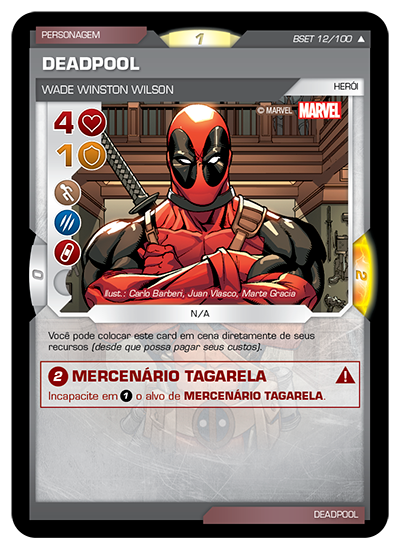 PERSONAGEM
1
BSET 12/100 ▲
DEADPOOL
WADE WINSTON WILSON
HERÓI
4
© MARVEL MARVEL
1
0
2
Illust.: Carlo Barberi, Juan Vlasco, Marte Gracia
N/A
Você pode colocar este card em cena diretamente de seus
recursos (desde que possa pagar seus custos).
2 MERCENÁRIO TAGARELA
Incapacite em 1 o alvo de MERCENÁRIO TAGARELA.
DEADPOOL